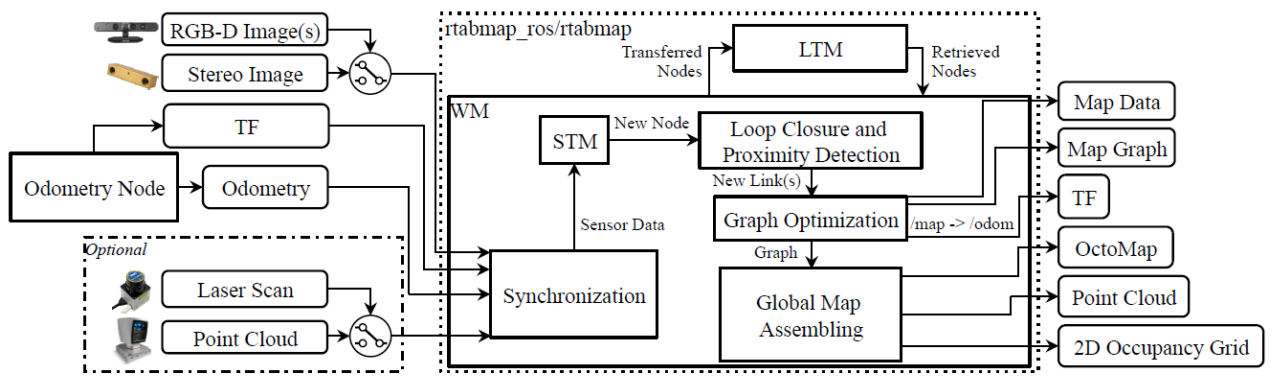 RGB-D Image(s)
Stereo Image
TF
Odometry Node
Odometry
Optional
Laser Scan
Point Cloud
rtabmap_ros/rtabmap
Transferred
Nodes
LTM
Retrieved
Nodes
WM
STM
New Node
Loop Closure and
Proximity Detection
New Link(s)
Graph Optimization
/map -> /odom
Sensor Data
Graph
Synchronization
Global Map
Assembling
Map Data
Map Graph
TF
OctoMap
Point Cloud
2D Occupancy Grid